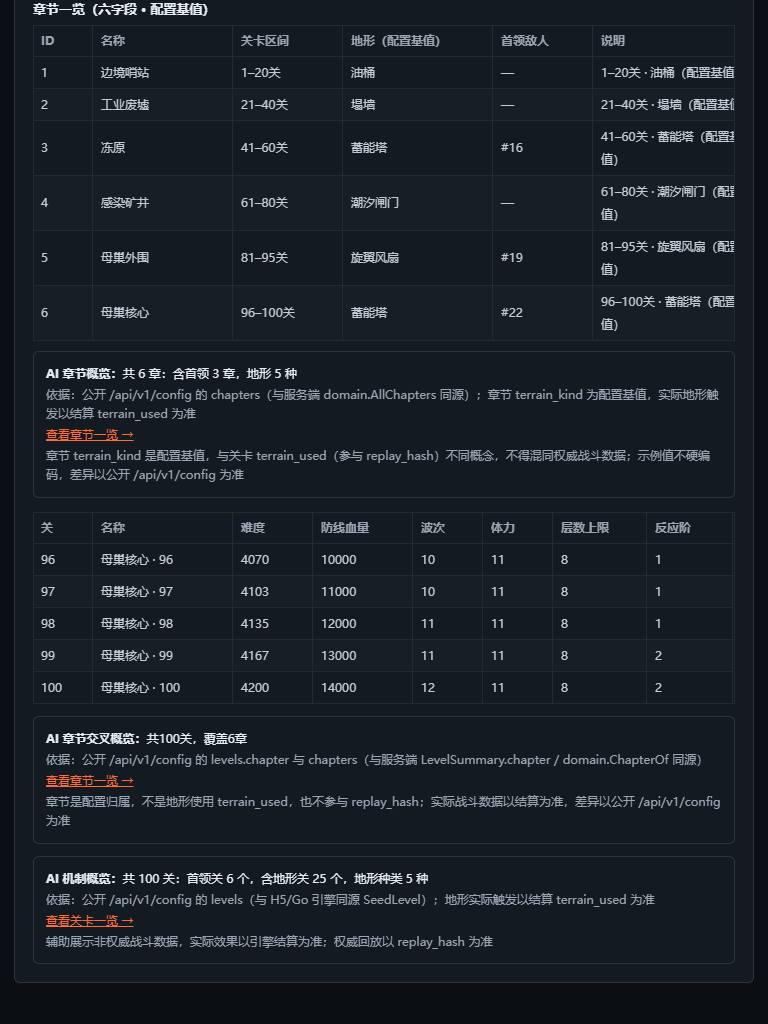 章节一览（六字段 • 配置基值）
ID 名称 关卡区间 地形（配置基值） 首领敌人 说明
1 边境哨站 1–20关 油桶 — 1–20关 · 油桶（配置基值
2 工业废墟 21–40关 塌墙 — 21–40关 · 塌墙（配置基
3 冻原 41–60关 蓄能塔 #16 41–60关 · 蓄能塔（配置基
值）
4 感染矿井 61–80关 潮汐闸门 — 61–80关 · 潮汐闸门（配置
值）
5 母巢外围 81–95关 旋翼风扇 #19 81–95关 · 旋翼风扇（配置
值）
6 母巢核心 96–100关 蓄能塔 #22 96–100关 · 蓄能塔（配置
值）
AI 章节概览：共 6 章：含首领 3 章，地形 5 种
依据：公开 /api/v1/config 的 chapters（与服务端 domain.AllChapters 同源）；章节 terrain_kind 为配置基值，实际地形触
发以结算 terrain_used 为准
查看章节一览 →
章节 terrain_kind 是配置基值，与关卡 terrain_used（参与 replay_hash）不同概念，不得混同权威战斗数据；示例值不硬编
码，差异以公开 /api/v1/config 为准
关 名称 难度 防线血量 波次 体力 层数上限 反应阶
96 母巢核心 · 96 4070 10000 10 11 8 1
97 母巢核心 · 97 4103 11000 10 11 8 1
98 母巢核心 · 98 4135 12000 11 11 8 1
99 母巢核心 · 99 4167 13000 11 11 8 2
100 母巢核心 · 100 4200 14000 12 11 8 2
AI 章节交叉概览：共100关，覆盖6章
依据：公开 /api/v1/config 的 levels.chapter 与 chapters（与服务端 LevelSummary.chapter / domain.ChapterOf 同源）
查看章节一览 →
章节是配置归属，不是地形使用 terrain_used，也不参与 replay_hash；实际战斗数据以结算为准，差异以公开 /api/v1/config
为准
AI 机制概览：共 100 关：首领关 6 个，含地形关 25 个，地形种类 5 种
依据：公开 /api/v1/config 的 levels（与 H5/Go 引擎同源 SeedLevel）；地形实际触发以结算 terrain_used 为准
查看关卡一览 →
辅助展示非权威战斗数据，实际效果以引擎结算为准；权威回放以 replay_hash 为准